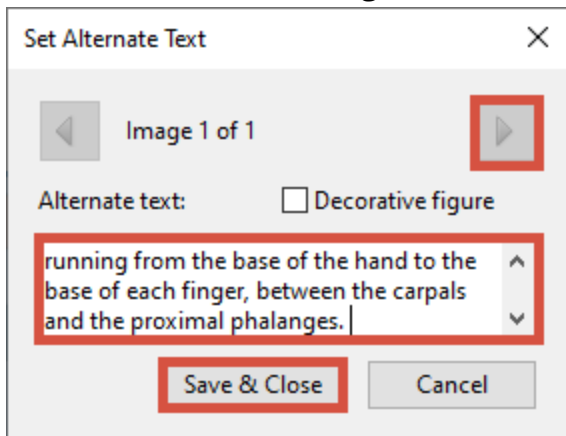 Set Alternate Text
Image 1 of 1
Alternate text:
Decorative figure
running from the base of the hand to the
base of each finger, between the carpals
and the proximal phalanges.
Save & Close
Cancel